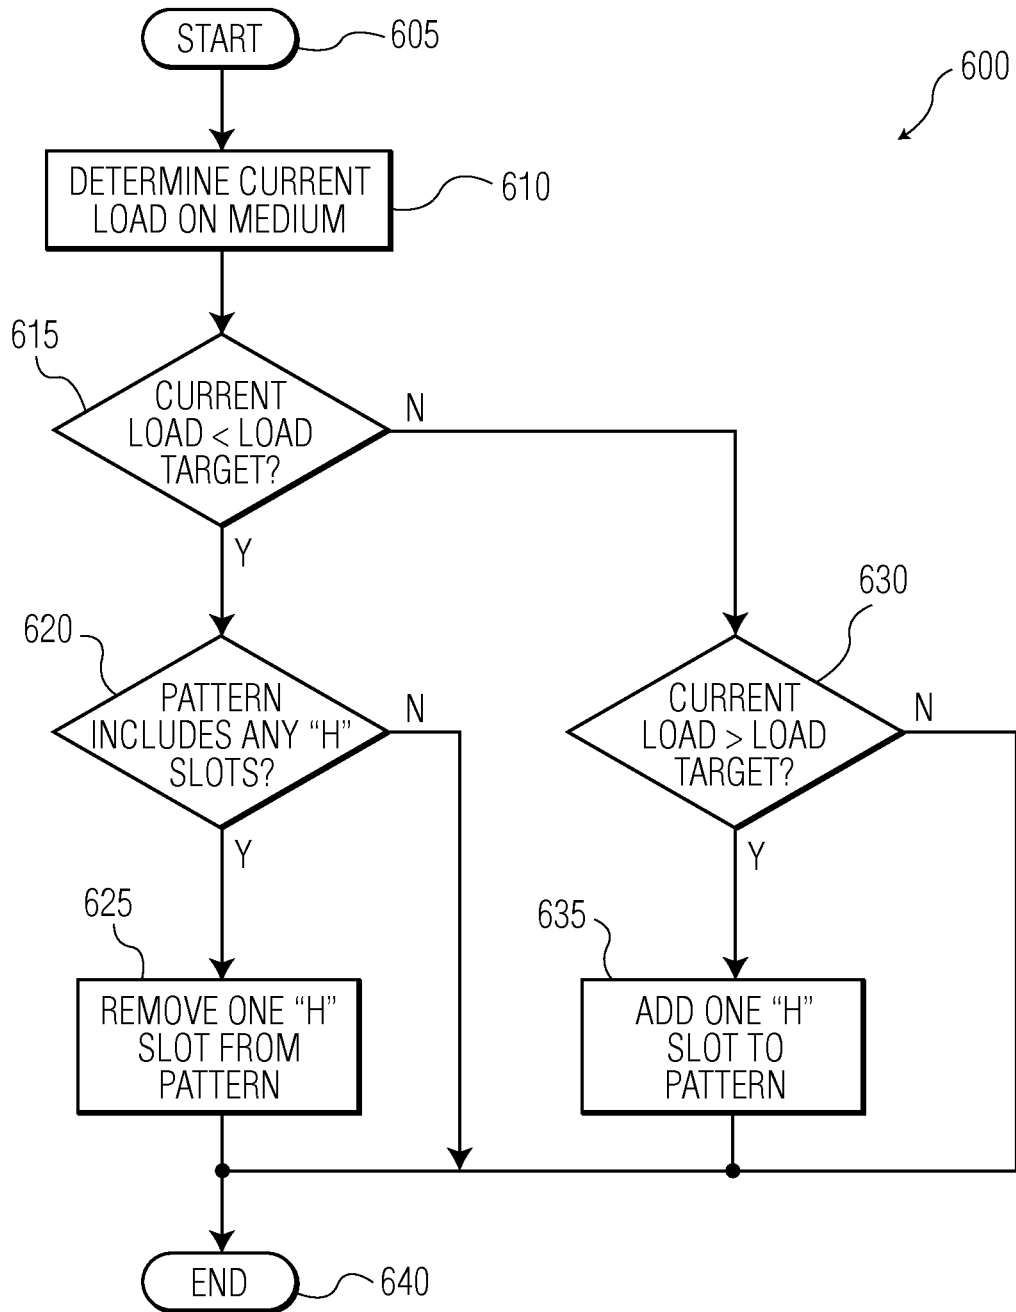 START
605
600
DETERMINE CURRENT
LOAD ON MEDIUM
610
615
CURRENT
LOAD < LOAD
TARGET?
N
Y
620
PATTERN
INCLUDES ANY “H”
SLOTS?
N
Y
630
CURRENT
LOAD > LOAD
TARGET?
N
Y
625
REMOVE ONE “H”
SLOT FROM
PATTERN
635
ADD ONE “H”
SLOT TO
PATTERN
END
640